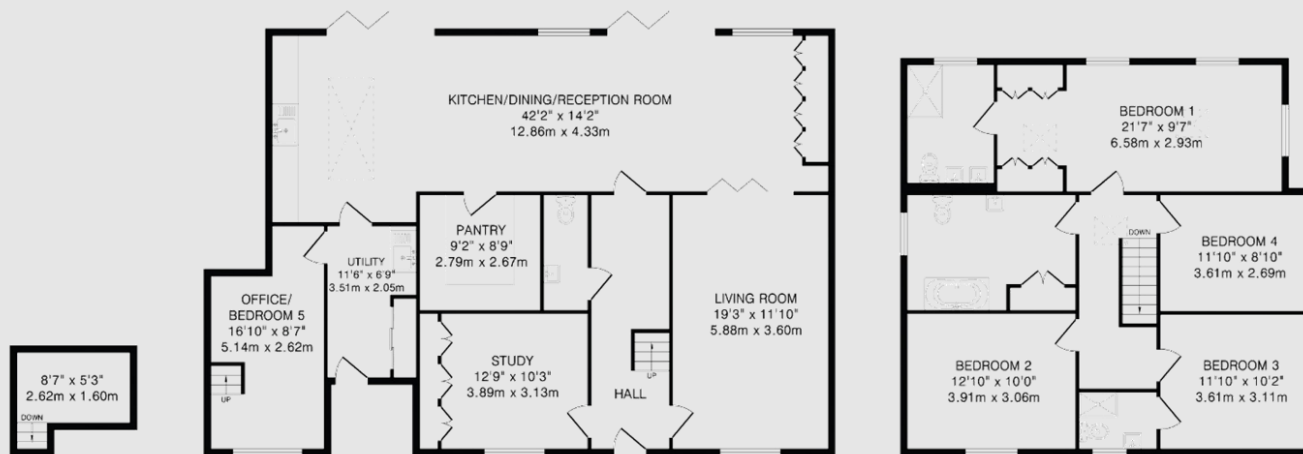 8'7" x 5'3"
2.62m x 1.60m
DOWN
KITCHEN/DINING/RECEPTION ROOM
42'2" x 14'2"
12.86m x 4.33m
PANTRY
9'2" x 8'9"
2.79m x 2.67m
UTILITY
11'6" x 6'9"
3.51m x 2.05m
OFFICE/
BEDROOM 5
16'10" x 8'7"
5.14m x 2.62m
UP
STUDY
12'9" x 10'3"
3.89m x 3.13m
HALL
UP
LIVING ROOM
19'3" x 11'10"
5.88m x 3.60m
BEDROOM 1
21'7" x 9'7"
6.58m x 2.93m
DOWN
BEDROOM 4
11'10" x 8'10"
3.61m x 2.69m
BEDROOM 2
12'10" x 10'0"
3.91m x 3.06m
BEDROOM 3
11'10" x 10'2"
3.61m x 3.11m